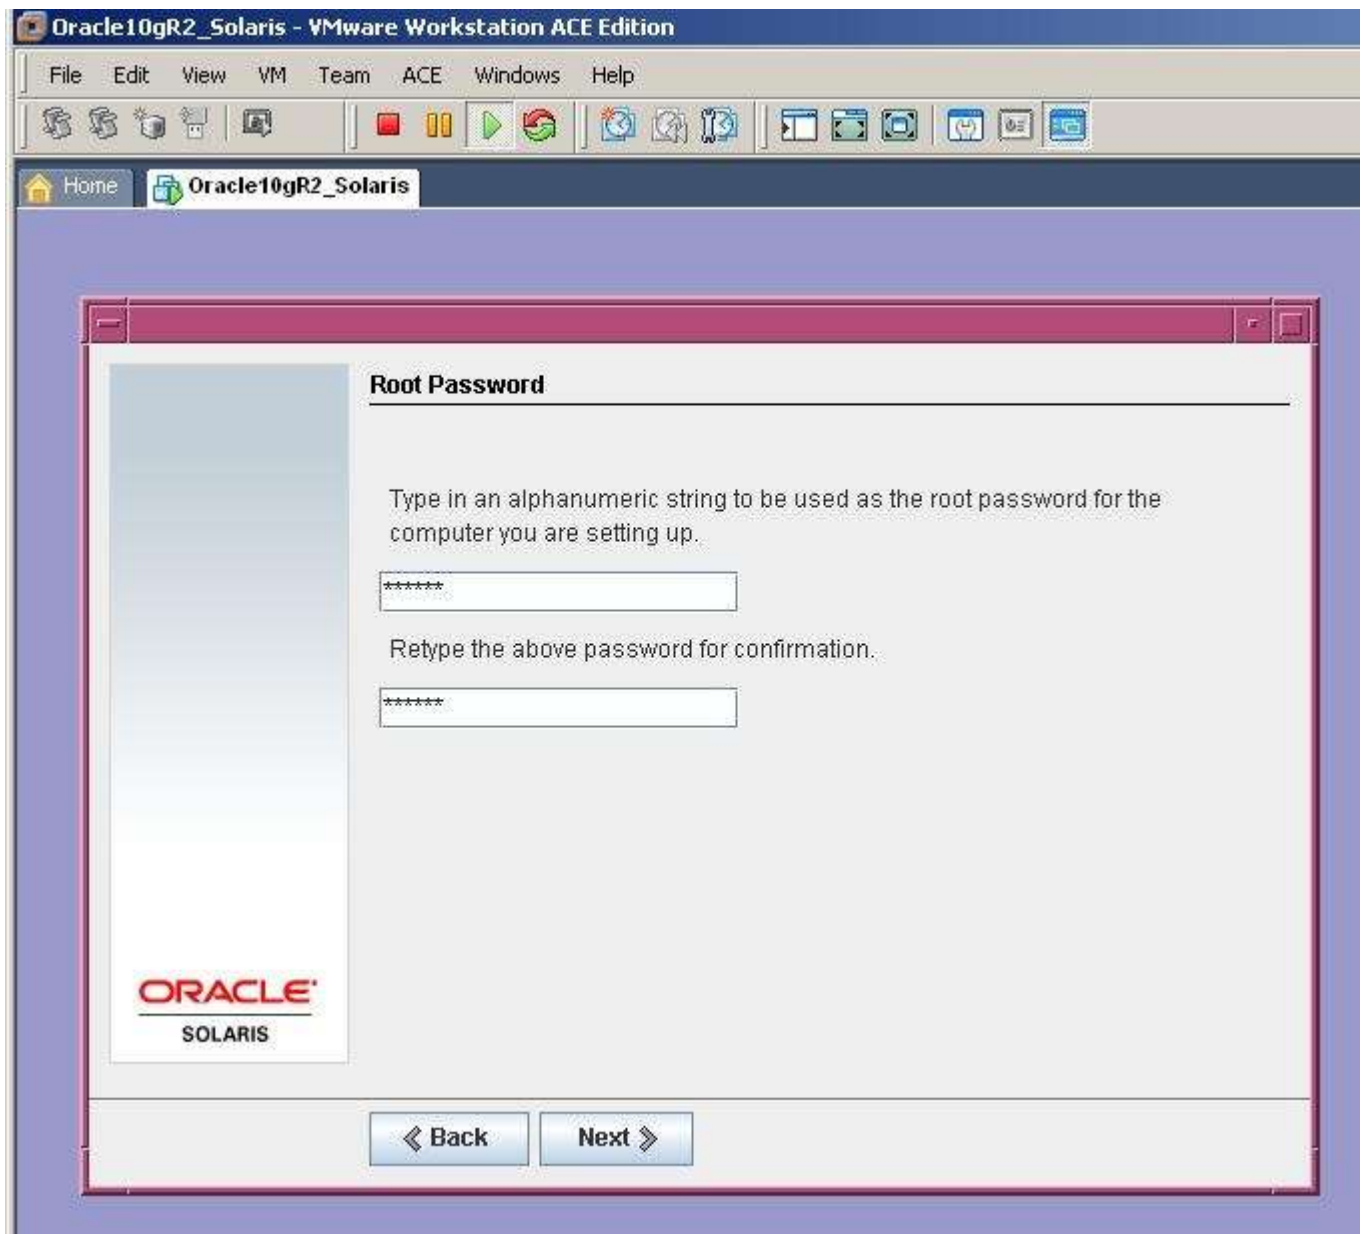 Oracle10gR2_Solaris - VMware Workstation ACE Edition
File Edit View VM Team ACE Windows Help
Home Oracle10gR2_Solaris
Root Password
Type in an alphanumeric string to be used as the root password for the
computer you are setting up.
******
Retype the above password for confirmation.
******
ORACLE
SOLARIS
Back Next